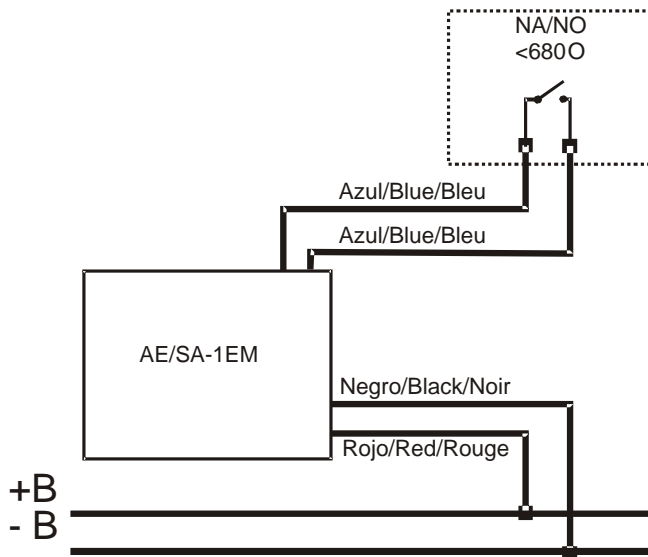 NA/NO
<680O
Azul/Blue/Bleu
Azul/Blue/Bleu
AE/SA-1EM
Negro/Black/Noir
Rojo/Red/Rouge
+B
- B